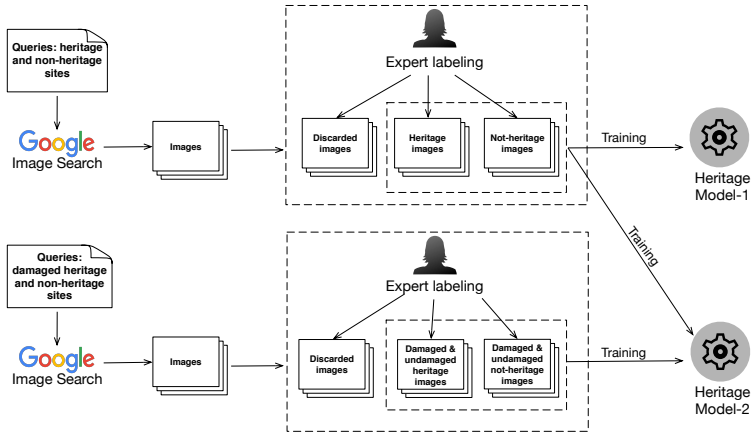 Queries: heritage
and non-heritage
sites
Google
Image Search
Images
Expert labeling
Discarded
images
Heritage
images
Not-heritage
images
Training
Heritage
Model-1
Training
Queries:
damaged heritage
and non-heritage
sites
Google
Image Search
Images
Expert labeling
Discarded
images
Damaged &
undamaged
heritage
images
Damaged &
undamaged
not-heritage
images
Training
Heritage
Model-2